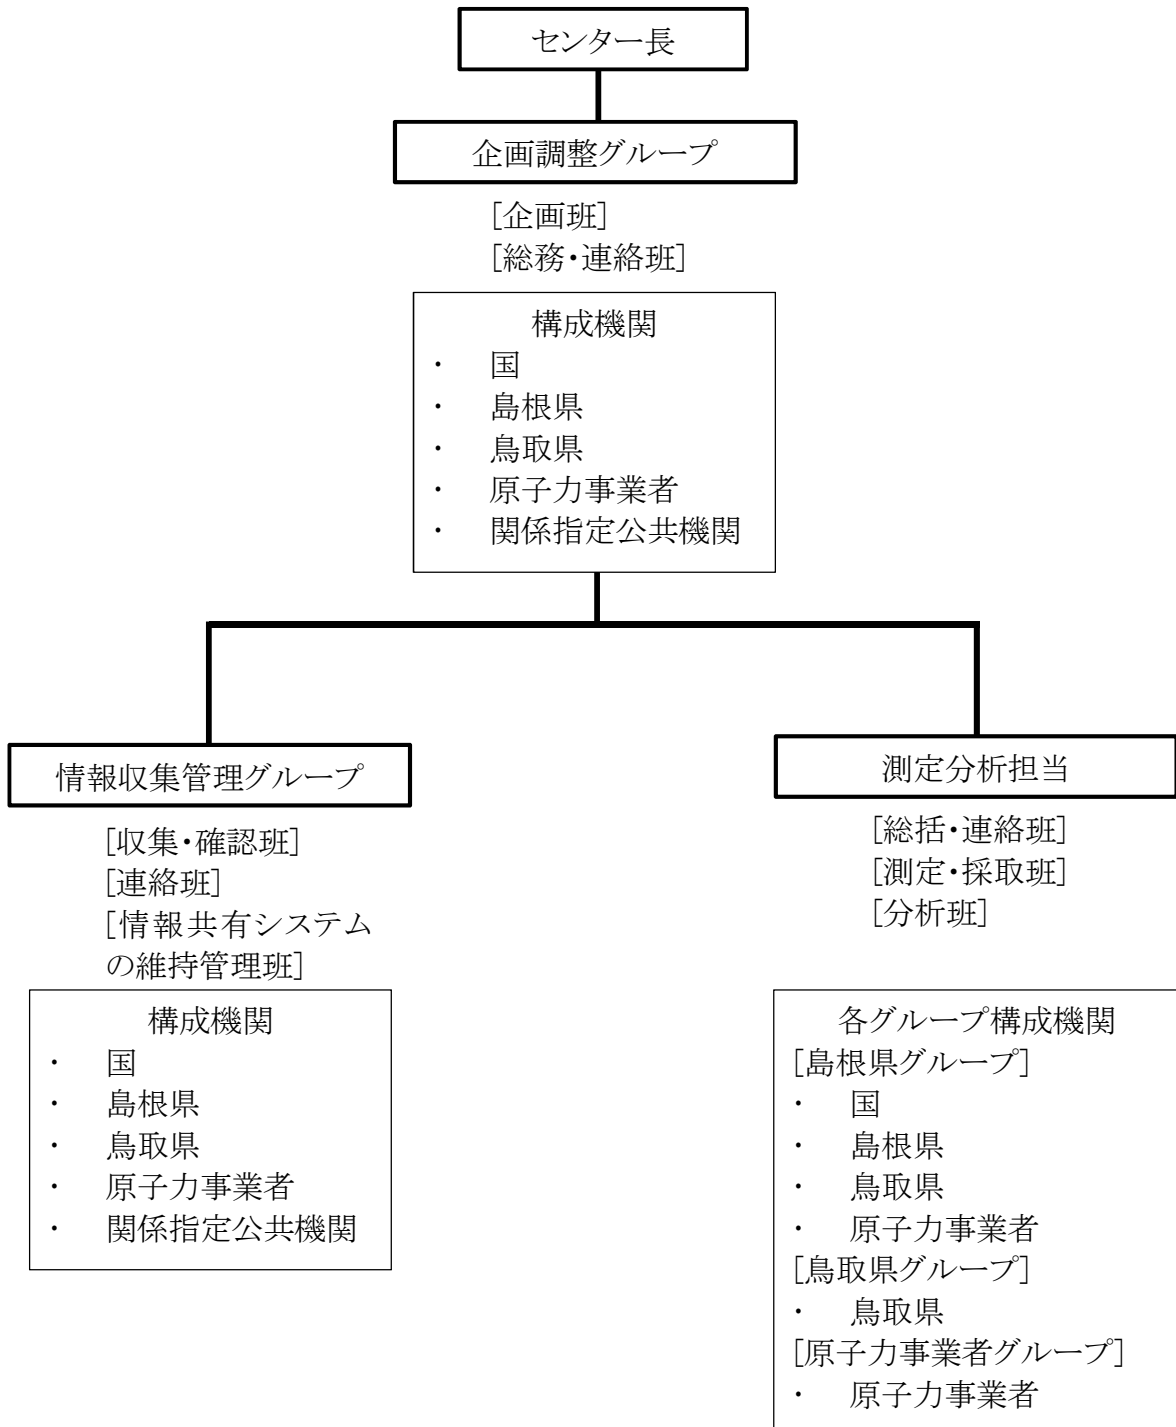 センター長
企画調整グループ
[企画班]
[総務・連絡班]
構成機関
・ 国
・ 島根県
・ 鳥取県
・ 原子力事業者
・ 関係指定公共機関
情報収集管理グループ
[収集・確認班]
[連絡班]
[情報共有システム
の維持管理班]
構成機関
・ 国
・ 島根県
・ 鳥取県
・ 原子力事業者
・ 関係指定公共機関
測定分析担当
[総括・連絡班]
[測定・採取班]
[分析班]
各グループ構成機関
[島根県グループ]
・ 国
・ 島根県
・ 鳥取県
・ 原子力事業者
[鳥取県グループ]
・ 鳥取県
[原子力事業者グループ]
・ 原子力事業者